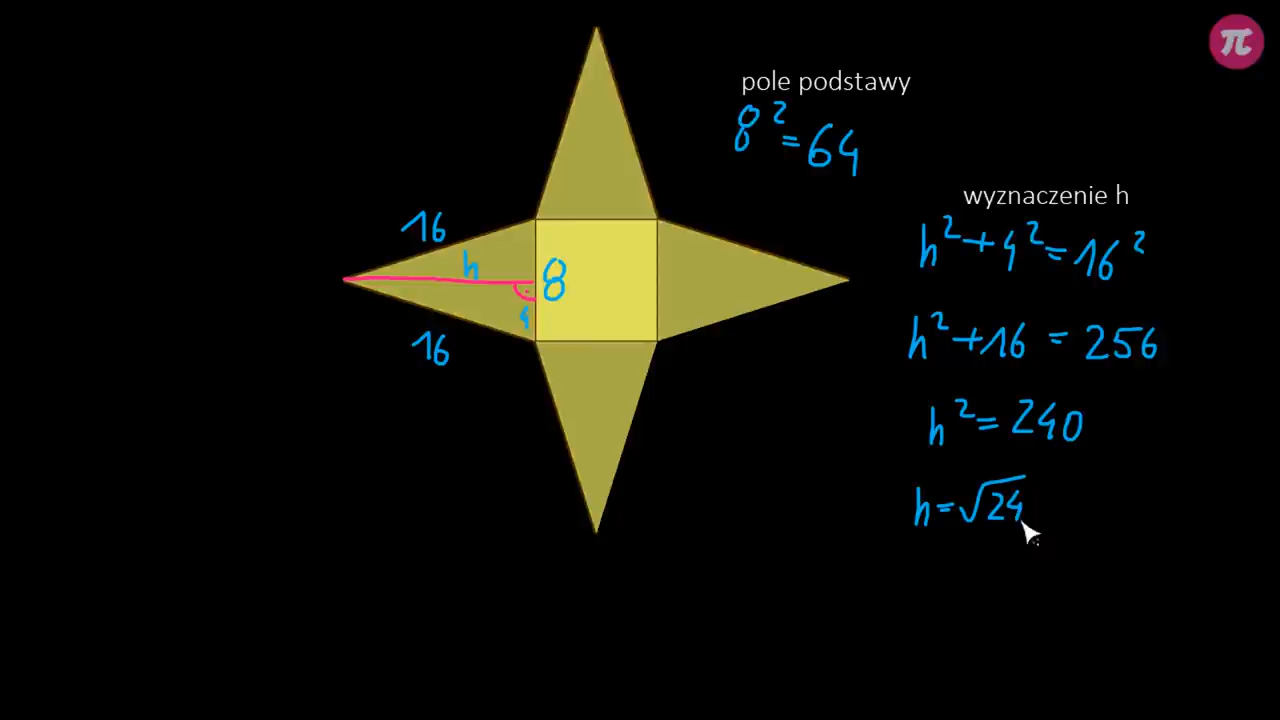 π
pole podstawy
8² = 64
wyznaczenie h
16
h
8
4
16
h² + 4² = 16²
h² + 16 = 256
h² = 240
h = √24